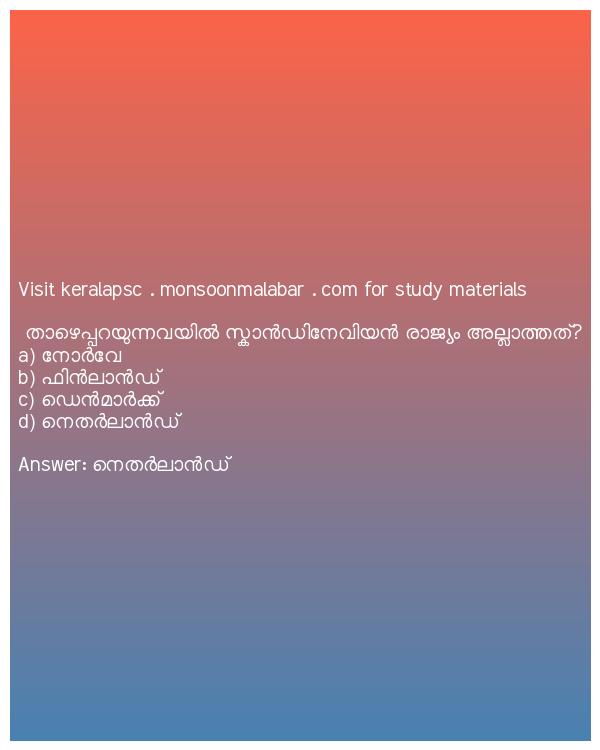 Visit keralapsc . monsoonmalabar . com for study materials
താഴെപ്പറയുന്നവയിൽ സ്കാൻഡിനേവിയൻ രാജ്യം അല്ലാത്തത്?
a) നോർവേ
b) ഫിൻലാൻഡ്
c) ഡെൻമാർക്ക്
d) നെതർലാൻഡ്
Answer: നെതർലാൻഡ്